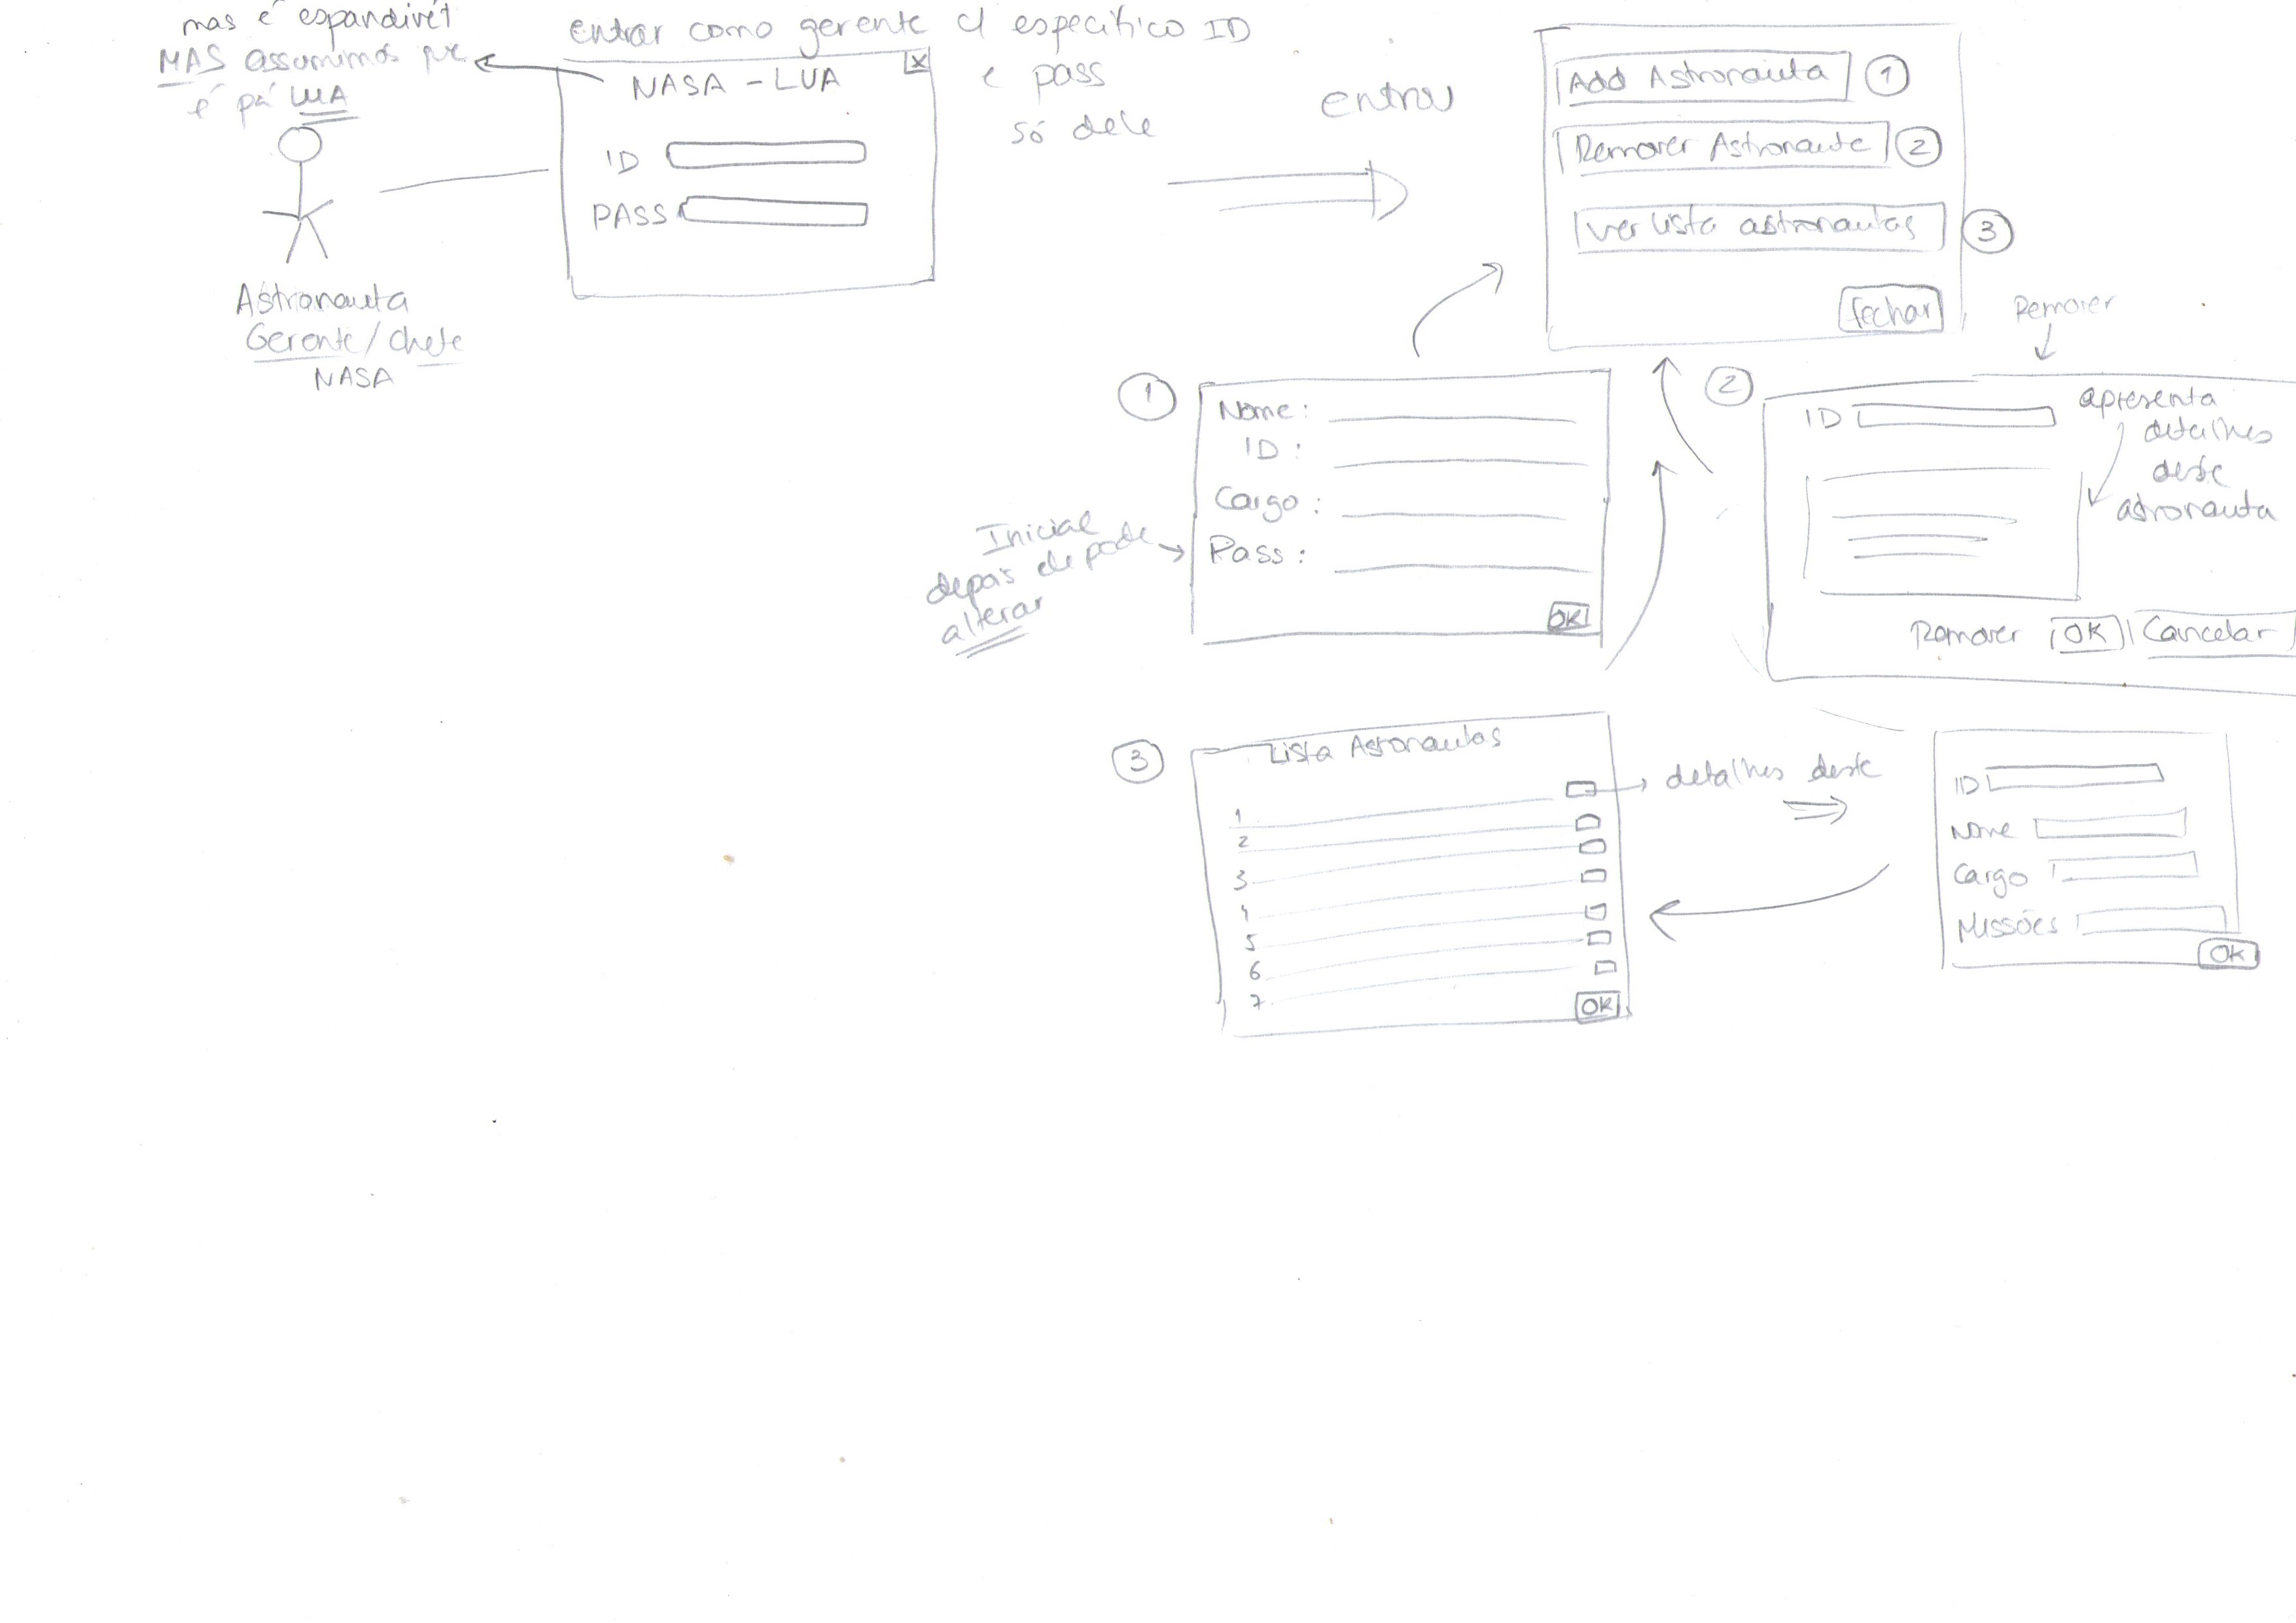 mas é espandivél
MAS assumimos que
é pá LUA
entrar como gerente c/ especifico ID
e pass
só dele
NASA - LUA
X
ID
PASS
Astronauta
Gerente/chefe
NASA
entrou
Add Astronauta 1
Remover Astronauta 2
ver lista astronautas 3
fechar
1
Nome:
ID:
Cargo:
Pass:
OK
Inicial
depois ele pode
alterar
Remover
2
ID
apresenta
detalhes
deste
astronauta
Remover OK Cancelar
3
Lista Astronautas
1
2
3
4
5
6
7
OK
detalhes deste
ID
Nome
Cargo
Missões
OK